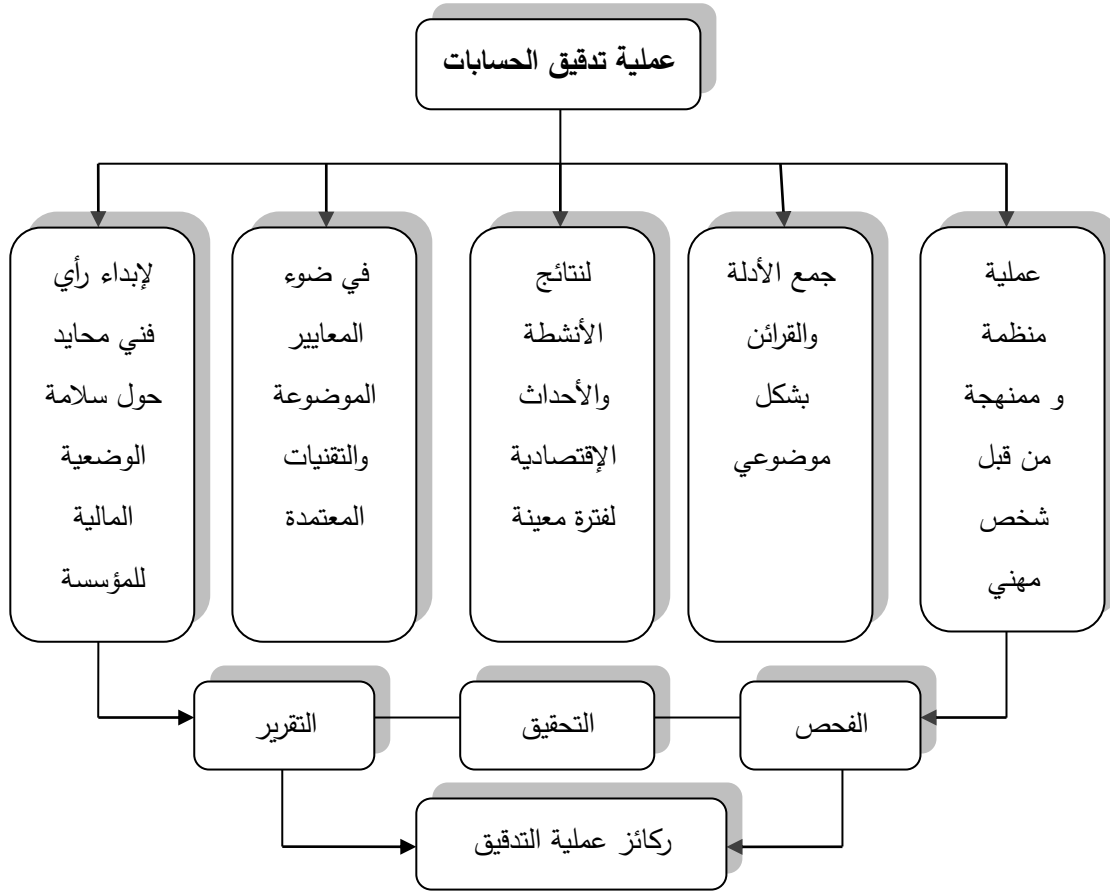 عملية تدقيق الحسابات
عملية
منظمة
و ممنهجة
من قبل
شخص
مهني
جمع الأدلة
والقرائن
بشكل
موضوعي
لنتائج
الأنشطة
والأحداث
الإقتصادية
لفترة معينة
في ضوء
المعايير
الموضوعة
والتقنيات
المعتمدة
لإبداء رأي
فني محايد
حول سلامة
الوضعية
المالية
للمؤسسة
الفحص
التحقيق
التقرير
ركائز عملية التدقيق